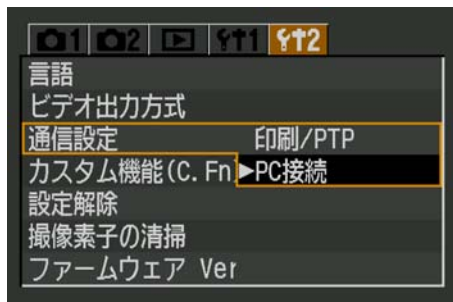 1 2 1 2
言語
ビデオ出力方式
通信設定 印刷/PTP
カスタム機能(C.Fn) ▶PC接続
設定解除
撮像素子の清掃
ファームウェア Ver